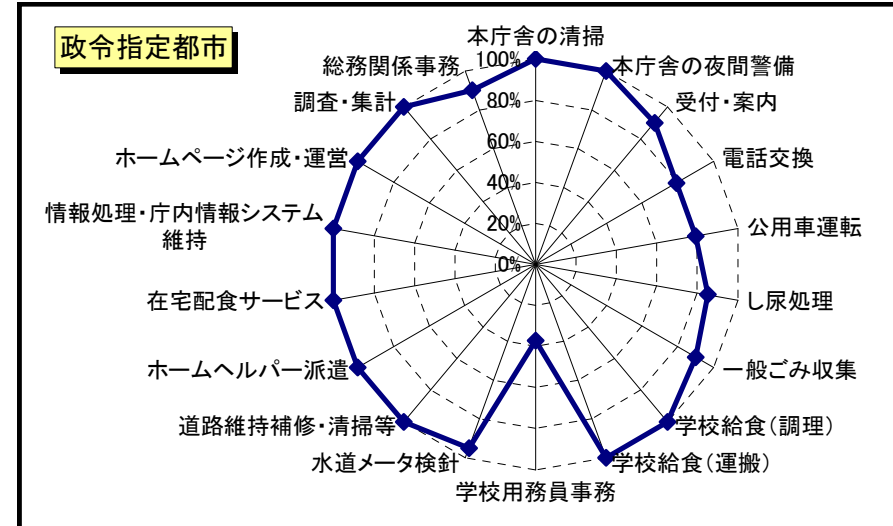 政令指定都市
本庁舎の清掃
本庁舎の夜間警備
受付・案内
電話交換
公用車運転
し尿処理
一般ごみ収集
学校給食(調理)
学校給食(運搬)
学校用務員事務
水道メータ検針
道路維持補修・清掃等
ホームヘルパー派遣
在宅配食サービス
情報処理・庁内情報システム
維持
ホームページ作成・運営
調査・集計
総務関係事務
100%
80%
60%
40%
20%
0%